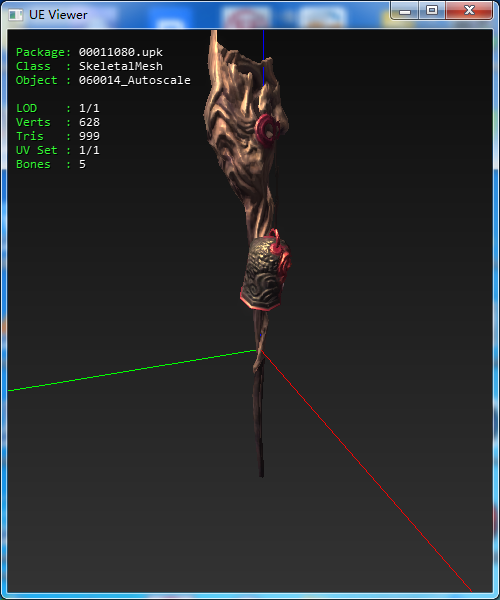 UE Viewer
Package: 00011080.upk
Class : SkeletalMesh
Object : 060014_Autoscale
LOD : 1/1
Verts : 628
Tris : 999
UV Set : 1/1
Bones : 5